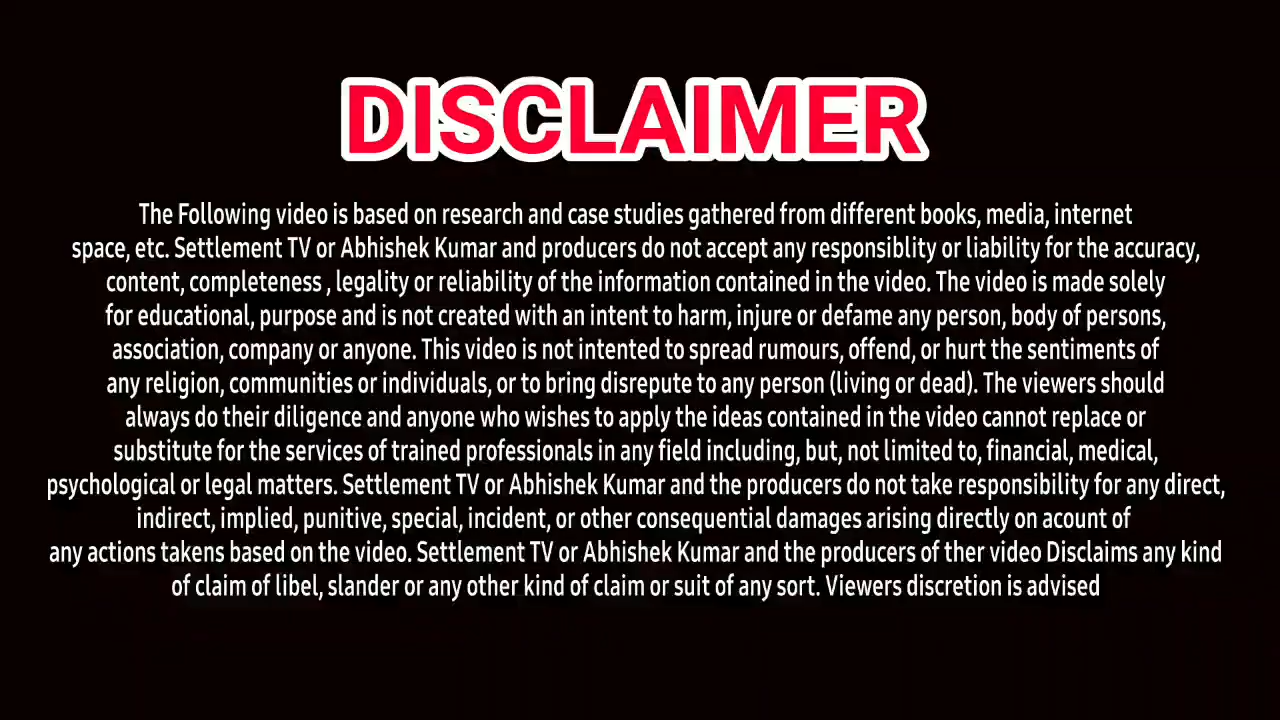 DISCLAIMER
The Following video is based on research and case studies gathered from different books, media, internet
space, etc. Settlement TV or Abhishek Kumar and producers do not accept any responsiblity or liability for the accuracy,
content, completeness , legality or reliability of the information contained in the video. The video is made solely
for educational, purpose and is not created with an intent to harm, injure or defame any person, body of persons,
association, company or anyone. This video is not intented to spread rumours, offend, or hurt the sentiments of
any religion, communities or individuals, or to bring disrepute to any person (living or dead). The viewers should
always do their diligence and anyone who wishes to apply the ideas contained in the video cannot replace or
substitute for the services of trained professionals in any field including, but, not limited to, financial, medical,
psychological or legal matters. Settlement TV or Abhishek Kumar and the producers do not take responsibility for any direct,
indirect, implied, punitive, special, incident, or other consequential damages arising directly on acount of
any actions takens based on the video. Settlement TV or Abhishek Kumar and the producers of ther video Disclaims any kind
of claim of libel, slander or any other kind of claim or suit of any sort. Viewers discretion is advised